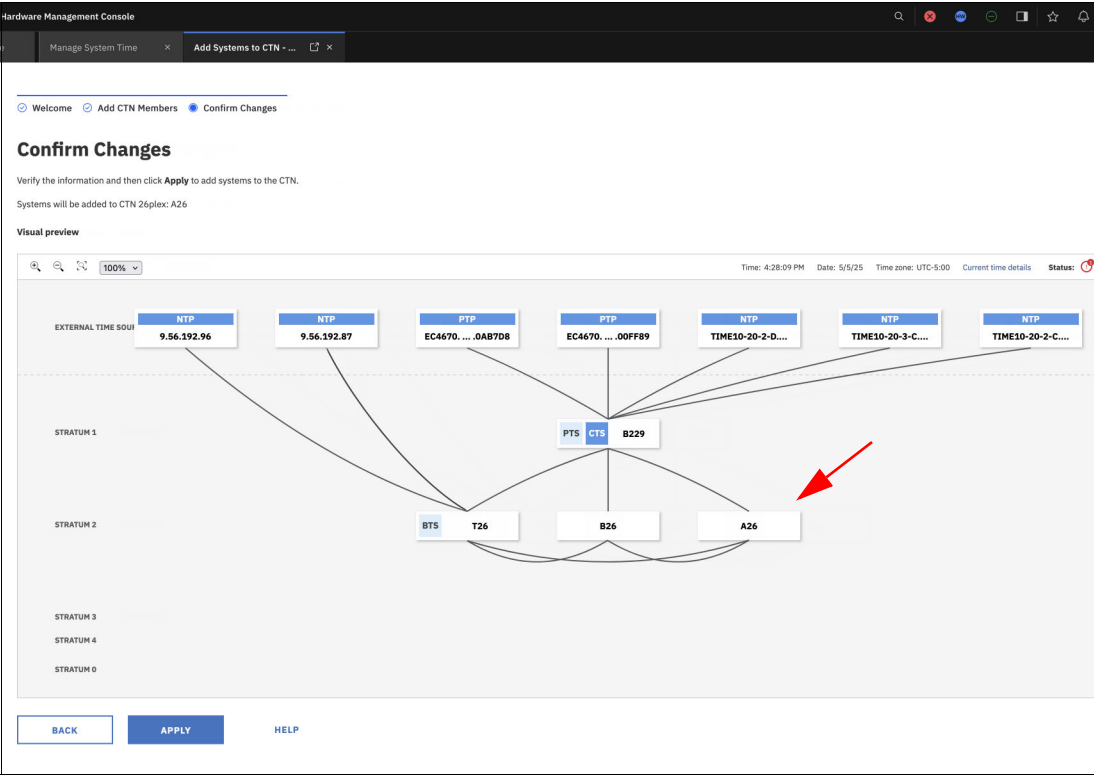 Hardware Management Console
HW
e Manage System Time × Add Systems to CTN - ... ×
Welcome Add CTN Members Confirm Changes
Confirm Changes
Verify the information and then click Apply to add systems to the CTN.
Systems will be added to CTN 26plex: A26
Visual preview
100% Time: 4:28:09 PM Date: 5/5/25 Time zone: UTC-5:00 Current time details Status:
NTP NTP PTP PTP NTP NTP NTP
EXTERNAL TIME SOUR 9.56.192.96 9.56.192.87 EC4670. ... .0AB7D8 EC4670. ... .00FF89 TIME10-20-2-D.... TIME10-20-3-C.... TIME10-20-2-C....
STRATUM 1 PTS CTS B229
STRATUM 2 BTS T26 B26 A26
STRATUM 3
STRATUM 4
STRATUM 0
BACK APPLY HELP